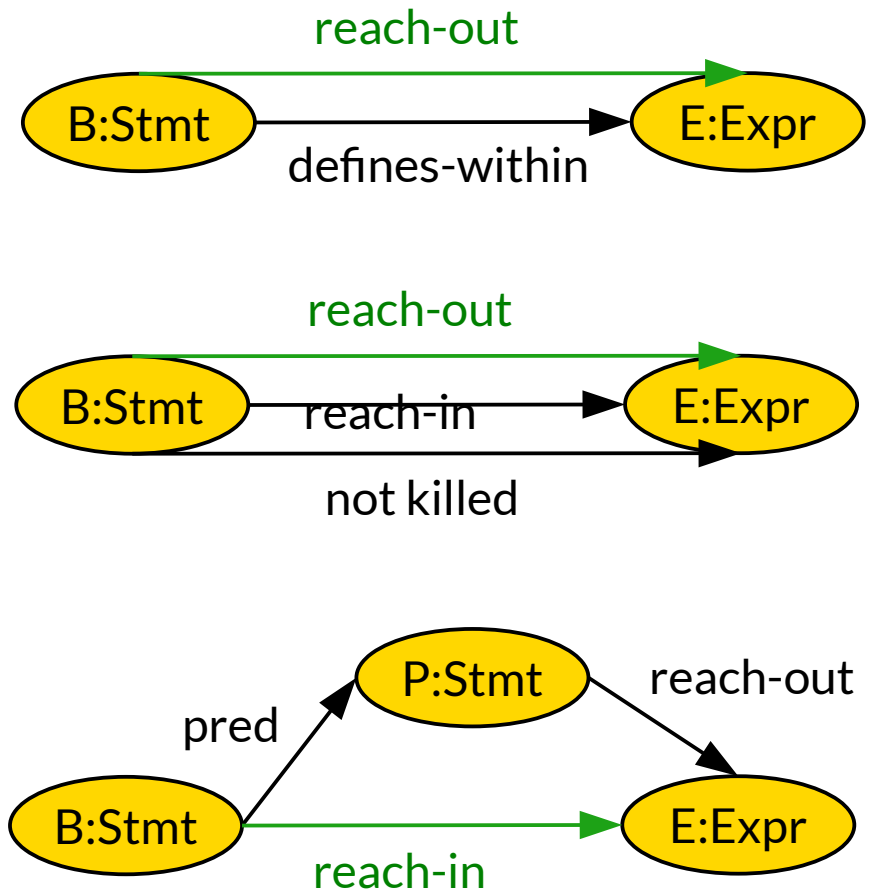 reach-out
B:Stmt
E:Expr
defines-within
reach-out
B:Stmt
reach-in
E:Expr
not killed
P:Stmt
reach-out
pred
B:Stmt
E:Expr
reach-in